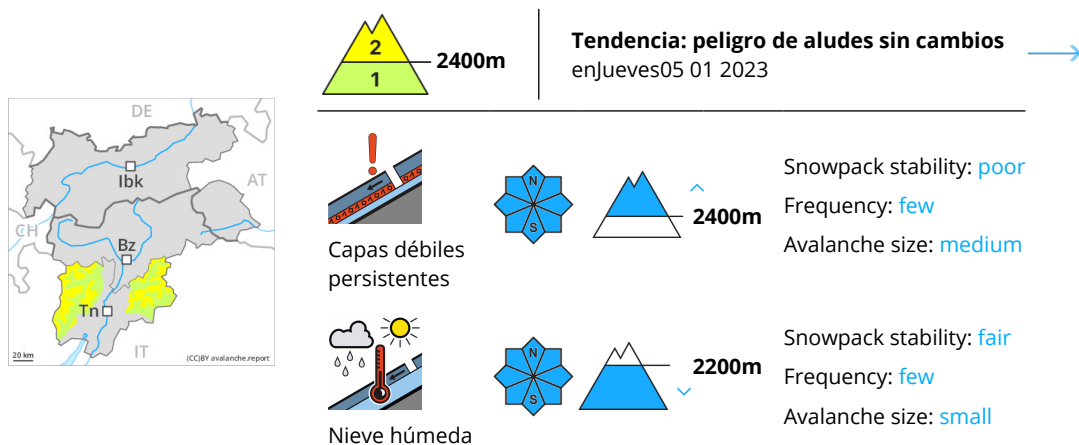 2
1
2400m
Tendencia: peligro de aludes sin cambios
enJueves05 01 2023
DE
Ibk
AT
CH
Bz
Tn
IT
20 km
(CC)BY avalanche.report
Capas débiles
persistentes
N
S
2400m
Snowpack stability: poor
Frequency: few
Avalanche size: medium
Nieve húmeda
N
S
2200m
Snowpack stability: fair
Frequency: few
Avalanche size: small